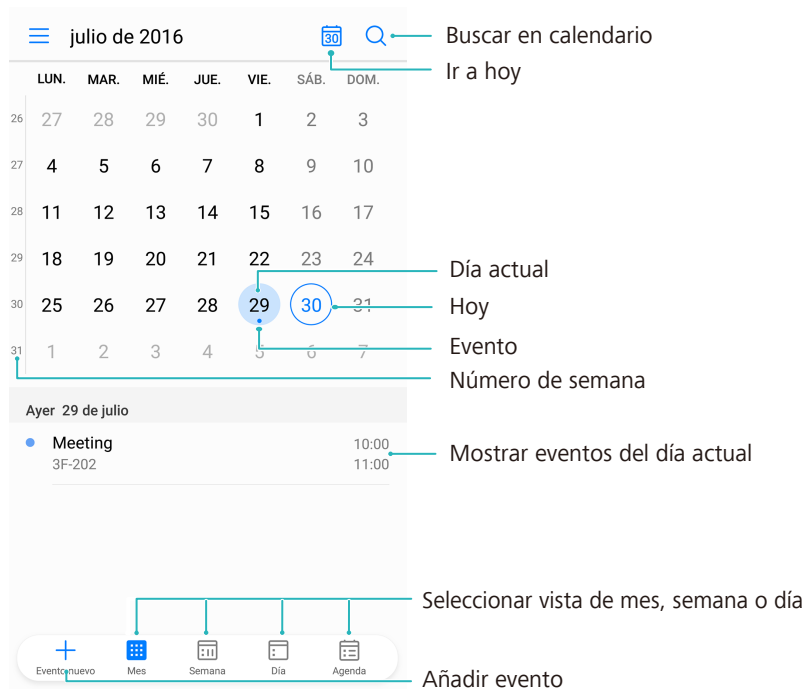 julio de 2016 30 Buscar en calendario
Ir a hoy
LUN. MAR. MIÉ. JUE. VIE. SÁB. DOM.
26 27 28 29 30 1 2 3
27 4 5 6 7 8 9 10
28 11 12 13 14 15 16 17
29 18 19 20 21 22 23 24
Día actual
30 25 26 27 28 29 30 31
Hoy
Evento
31 1 2 3 4 5 6 7
Número de semana
Ayer 29 de julio
Meeting 10:00
3F-202 11:00
Mostrar eventos del día actual
Seleccionar vista de mes, semana o día
Evento nuevo Mes Semana Día Agenda
Añadir evento